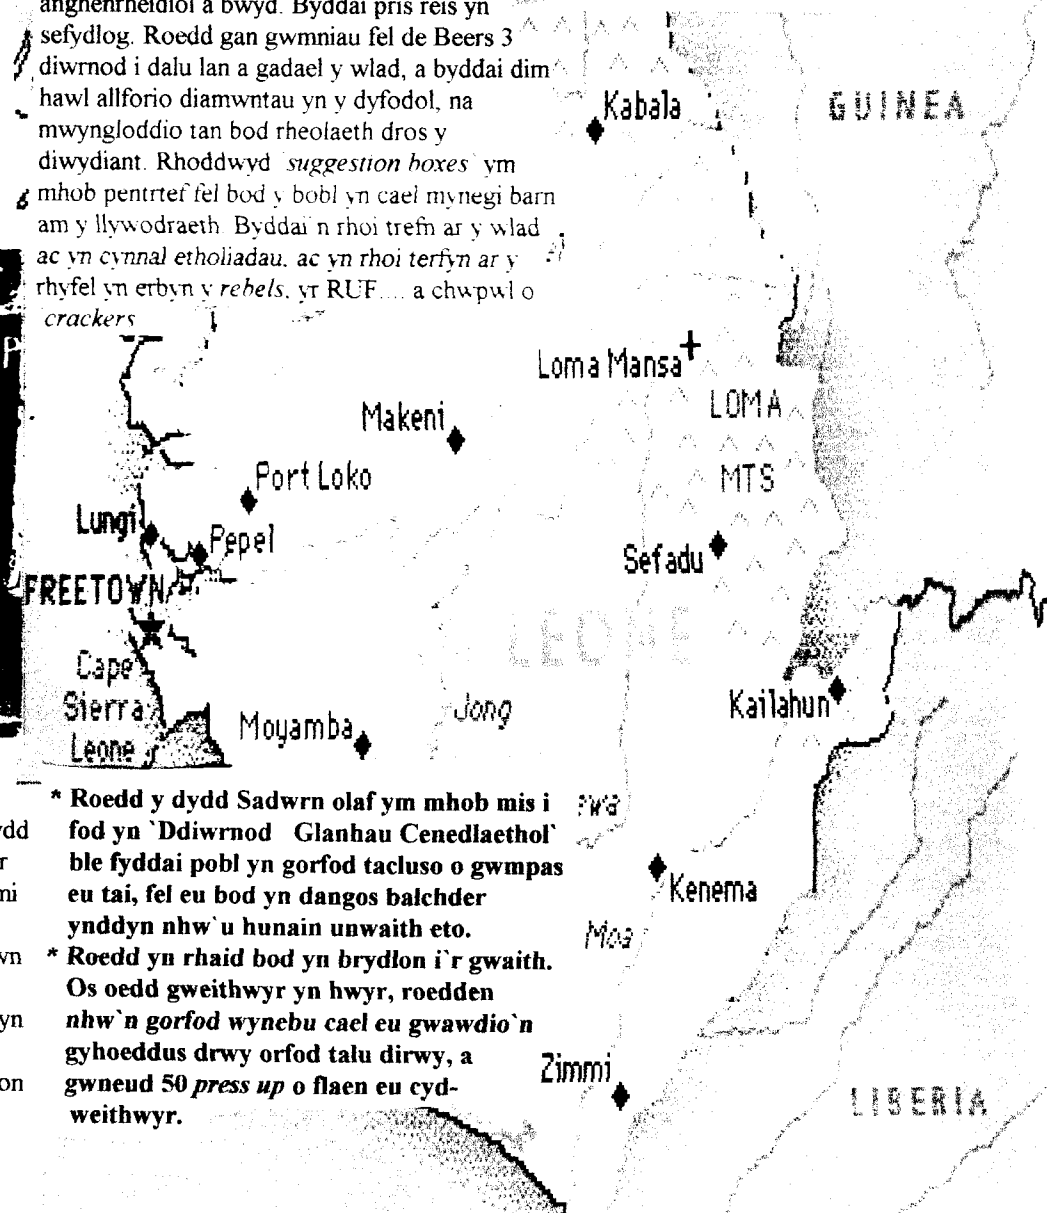 anghenrheidiol a bwyd. Byddai pris reis yn
sefydlog. Roedd gan gwmniau fel de Beers 3
diwrnod i dalu lan a gadael y wlad, a byddai dim
hawl allforio diamwntau yn y dyfodol, na
mwyngloddio tan bod rheolaeth dros y
diwydiant. Rhoddwyd `suggestion boxes` ym
mhob pentrtef fel bod y bobl yn cael mynegi barn
am y llywodraeth. Byddai`n rhoi trefn ar y wlad
ac yn cynnal etholiadau, ac yn rhoi terfyn ar y
rhyfel yn erbyn y rebels, yr RUF.... a chwpwl o
crackers
Kabala
GUINEA
Loma Mansa
LOMA
MTS
Makeni
Port Loko
Lungi
Pepel
Sefadu
FREETOWN
LEONE
Cape
Sierra
Leone
Moyamba
Jong
Kailahun
* Roedd y dydd Sadwrn olaf ym mhob mis i
fod yn `Ddiwrnod Glanhau Cenedlaethol`
ble fyddai pobl yn gorfod tacluso o gwmpas
eu tai, fel eu bod yn dangos balchder
ynddyn nhw`u hunain unwaith eto.
* Roedd yn rhaid bod yn brydlon i`r gwaith.
Os oedd gweithwyr yn hwyr, roedden
nhw`n gorfod wynebu cael eu gwawdio`n
gyhoeddus drwy orfod talu dirwy, a
gwneud 50 press up o flaen eu cyd-
weithwyr.
Kenema
Moa
Zimmi
LIBERIA